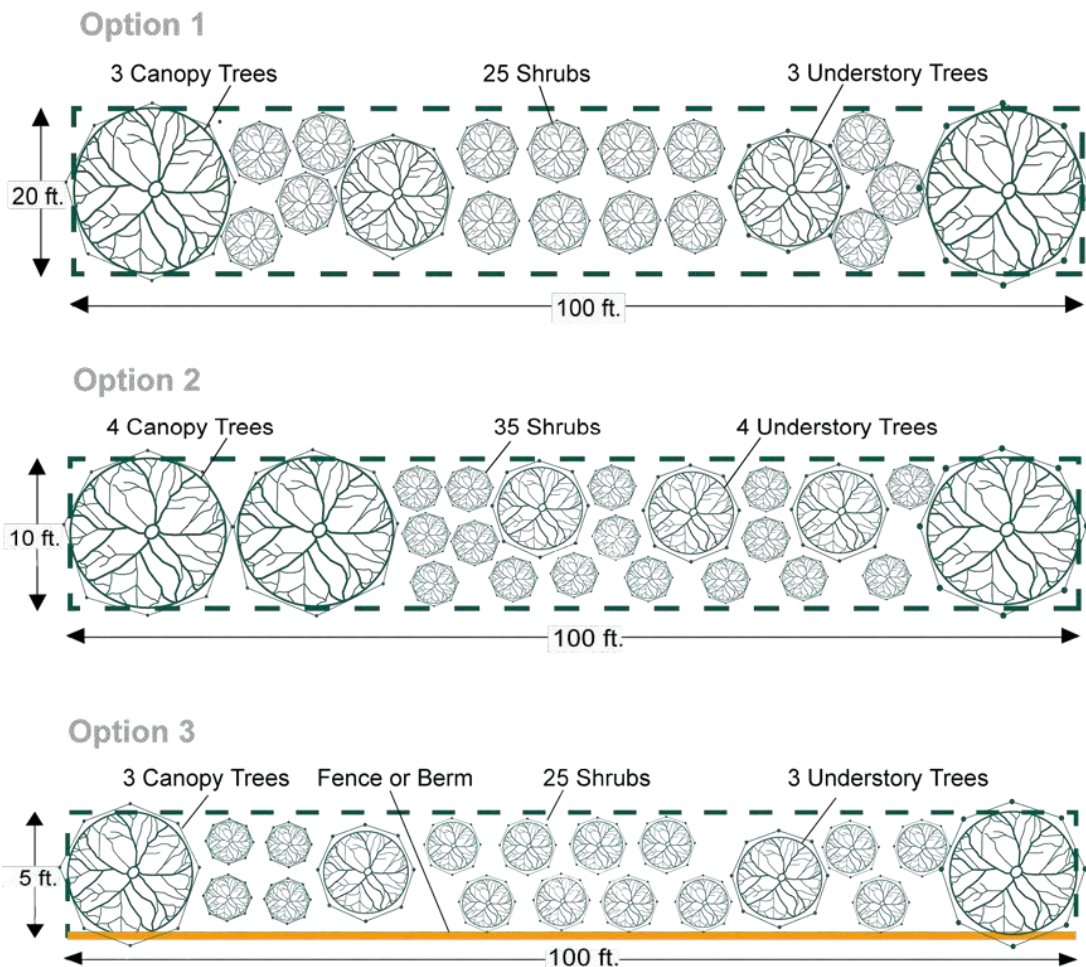 Option 1
3 Canopy Trees 25 Shrubs 3 Understory Trees
20 ft.
100 ft.
Option 2
4 Canopy Trees 35 Shrubs 4 Understory Trees
10 ft.
100 ft.
Option 3
3 Canopy Trees Fence or Berm 25 Shrubs 3 Understory Trees
5 ft.
100 ft.